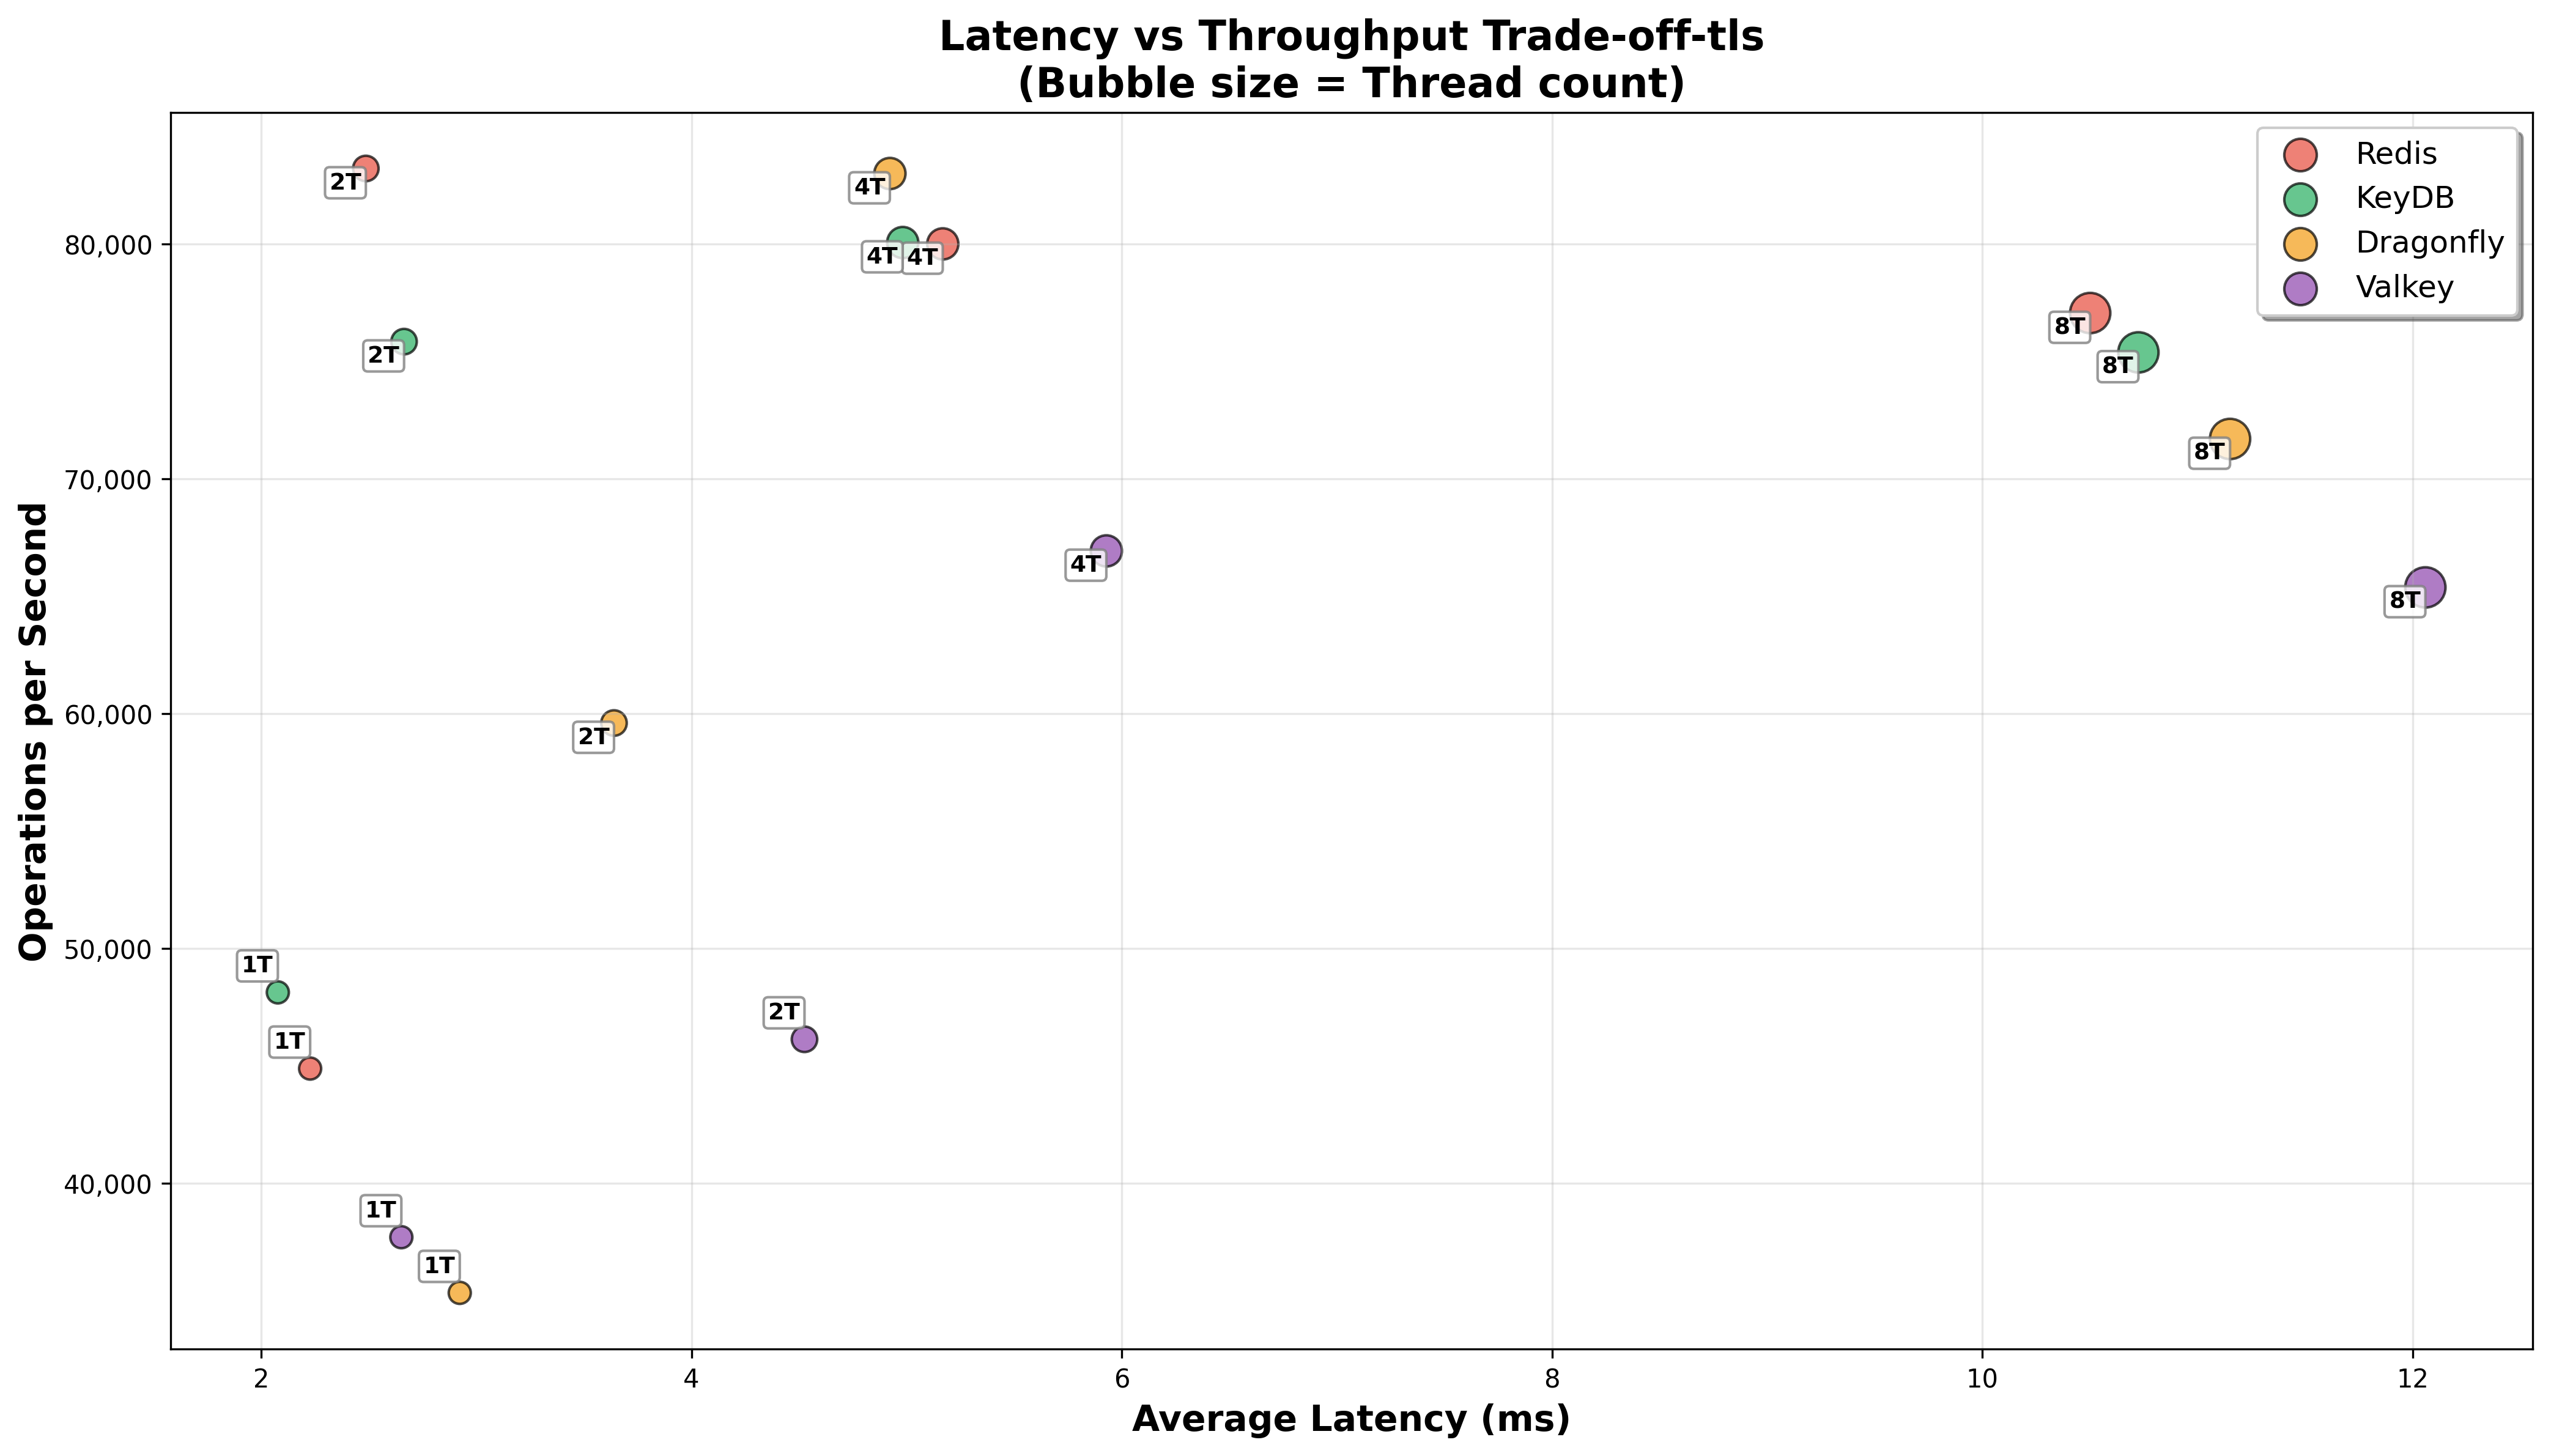 Latency vs Throughput Trade-off-tls
(Bubble size = Thread count)
Redis
KeyDB
Dragonfly
Valkey
Operations per Second
80,000
70,000
60,000
50,000
40,000
2T
4T
4T
4T
2T
8T
8T
8T
4T
8T
2T
1T
2T
1T
1T
1T
2
4
6
8
10
12
Average Latency (ms)